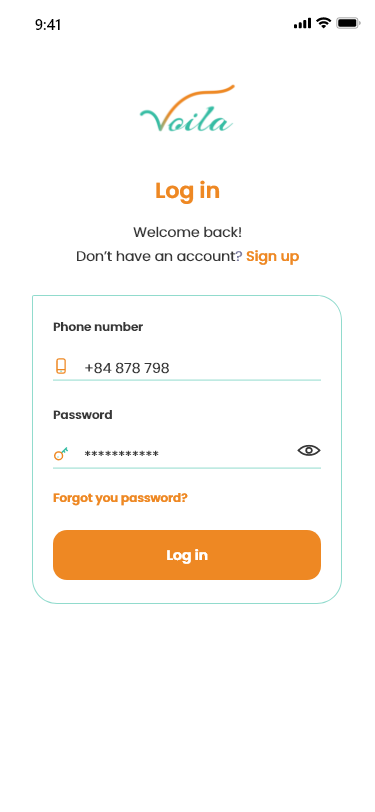 9:41
Voila
Log in
Welcome back!
Don't have an account? Sign up
Phone number
+84 878 798
Password
***********
Forgot you password?
Log in